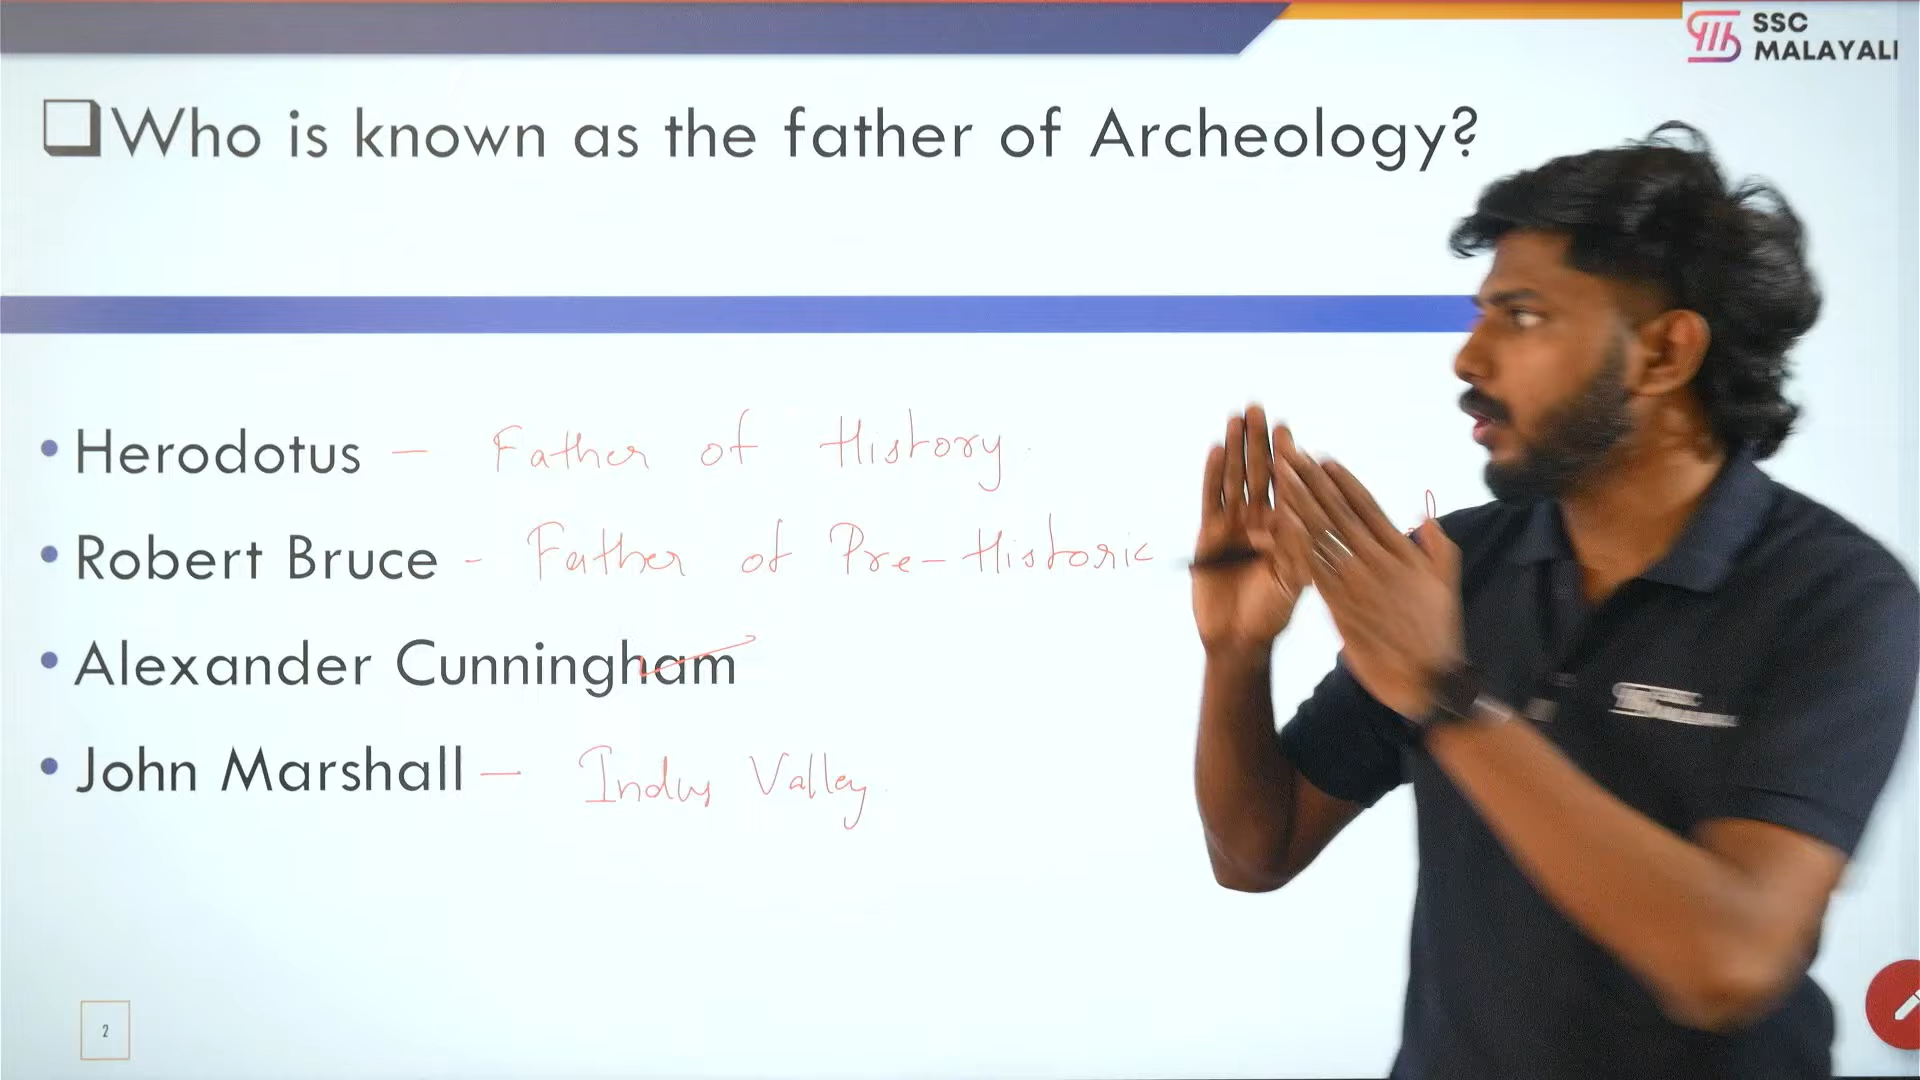 SSC
MALAYALI
Who is known as the father of Archeology?
• Herodotus — Father of History
• Robert Bruce - Father of Pre-Historic
• Alexander Cunningham
• John Marshall — Indus Valley
2